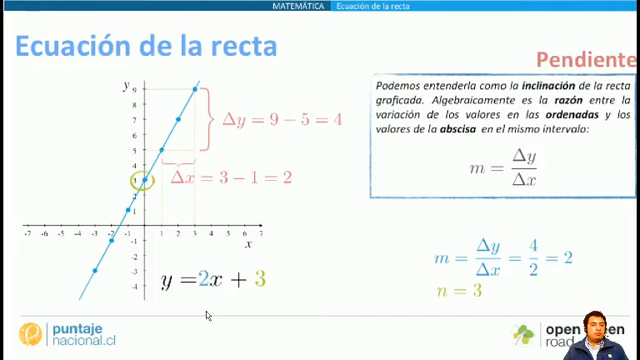 MATEMÁTICA Ecuación de la recta
Ecuación de la recta
Pendiente
Podemos entenderla como la inclinación de la recta
graficada. Algebraicamente es la razón entre la
variación de los valores en las ordenadas y los
valores de la abscisa en el mismo intervalo:
m = Δy/Δx
y
9
8
7
6
5
4
3
2
1
-1
-2
-3
-4
-7 -6 -5 -4 -3 -2 -1 1 2 3 4 5 6 7
x
Δy = 9 − 5 = 4
Δx = 3 − 1 = 2
y = 2x + 3
m = Δy/Δx = 4/2 = 2
n = 3
puntaje
nacional.cl
open green
road